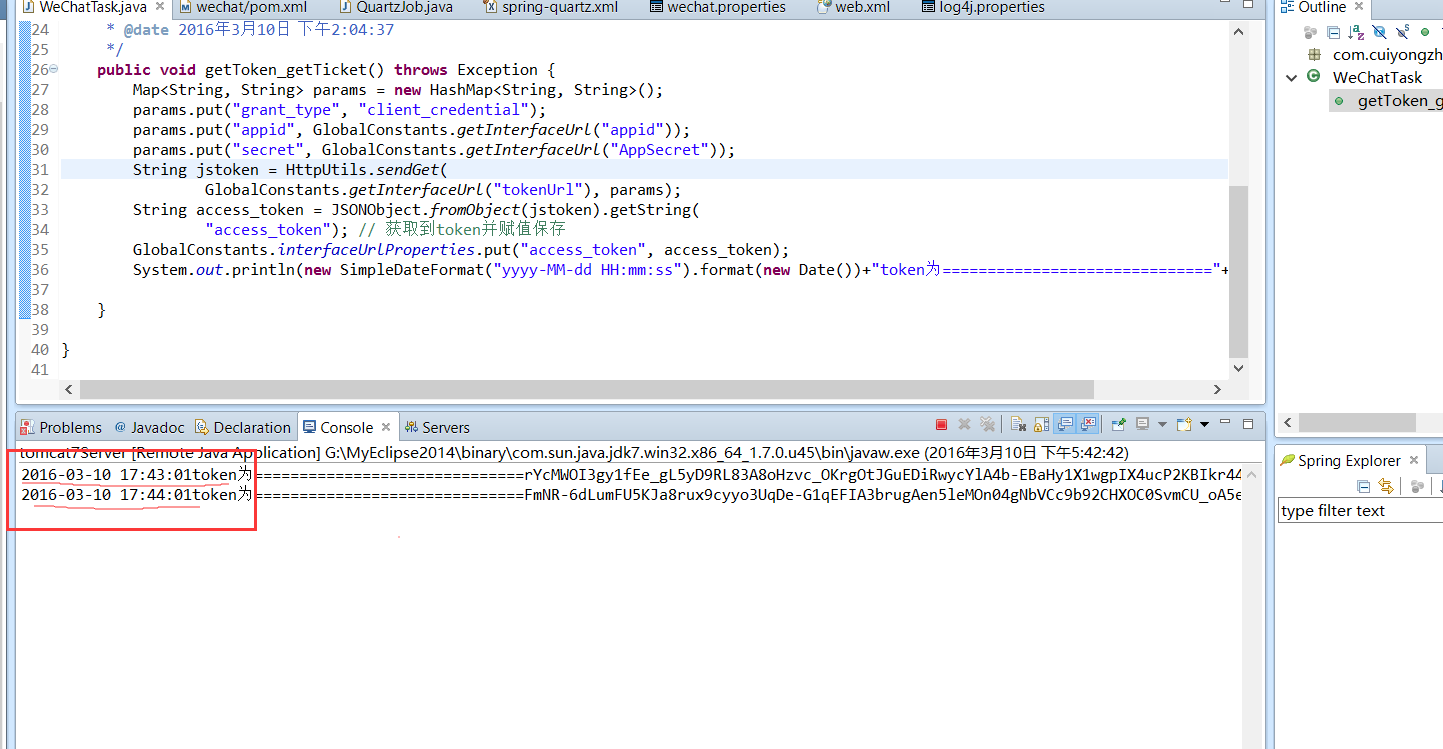 WeChatTask.java wechat/pom.xml QuartzJob.java spring-quartz.xml wechat.properties web.xml log4j.properties
24 * @date 2016年3月10日 下午2:04:37
25 */
26 public void getToken_getTicket() throws Exception {
27 Map<String, String> params = new HashMap<String, String>();
28 params.put("grant_type", "client_credential");
29 params.put("appid", GlobalConstants.getInterfaceUrl("appid"));
30 params.put("secret", GlobalConstants.getInterfaceUrl("AppSecret"));
31 String jstoken = HttpUtils.sendGet(
32 GlobalConstants.getInterfaceUrl("tokenUrl"), params);
33 String access_token = JSONObject.fromObject(jstoken).getString(
34 "access_token"); // 获取到token并赋值保存
35 GlobalConstants.interfaceUrlProperties.put("access_token", access_token);
36 System.out.println(new SimpleDateFormat("yyyy-MM-dd HH:mm:ss").format(new Date())+"token为=============================="+
37
38 }
39
40 }
41
Outline
com.cuiyongzh
WeChatTask
getToken_g
Problems @ Javadoc Declaration Console Servers
tomcat7Server [Remote Java Application] G:\MyEclipse2014\binary\com.sun.java.jdk7.win32.x86_64_1.7.0.u45\bin\javaw.exe (2016年3月10日 下午5:42:42)
2016-03-10 17:43:01token为==============================rYcMWOI3gy1fEe_gL5yD9RL83A8oHzvc_OKrgOtJGuEDiRwycYlA4b-EBaHy1X1wgpIX4ucP2KBIkr44
2016-03-10 17:44:01token为==============================FmNR-6dLumFU5KJa8rux9cyyo3UqDe-G1qEFIA3brugAen5leMOn04gNbVCc9b92CHXOC0SvmCU_oA5e
Spring Explorer
type filter text